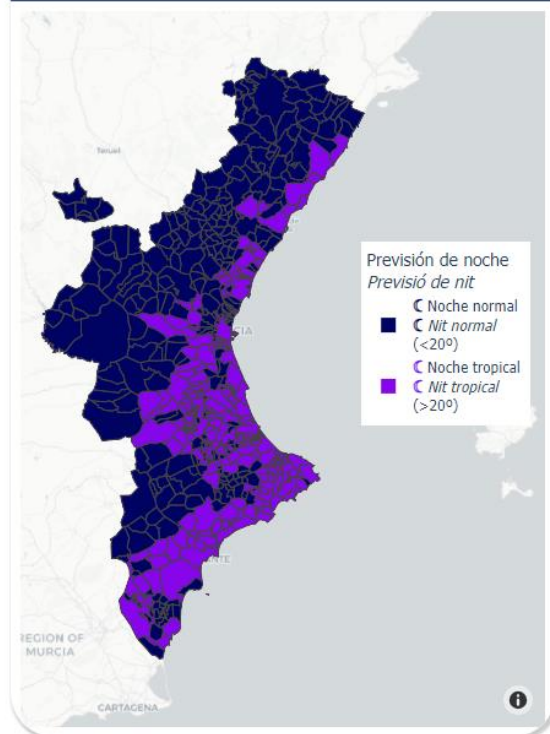 Teruel
Previsión de noche
Previsió de nit
Noche normal
Nit normal
(<20º)
Noche tropical
Nit tropical
(>20º)
REGION OF
MURCIA
CARTAGENA